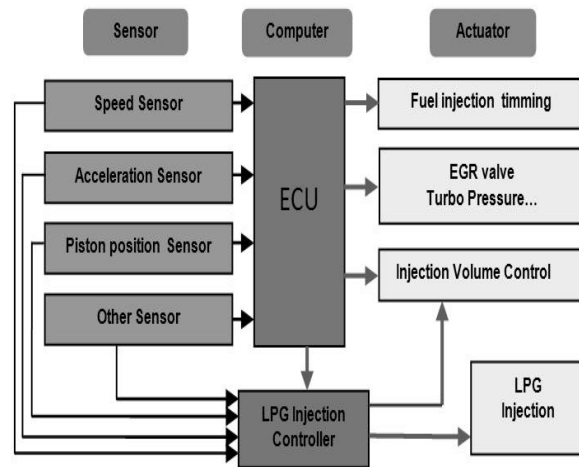 Sensor
Computer
Actuator
Speed Sensor
Acceleration Sensor
Piston position Sensor
Other Sensor
ECU
LPG Injection
Controller
Fuel injection timming
EGR valve
Turbo Pressure...
Injection Volume Control
LPG
Injection